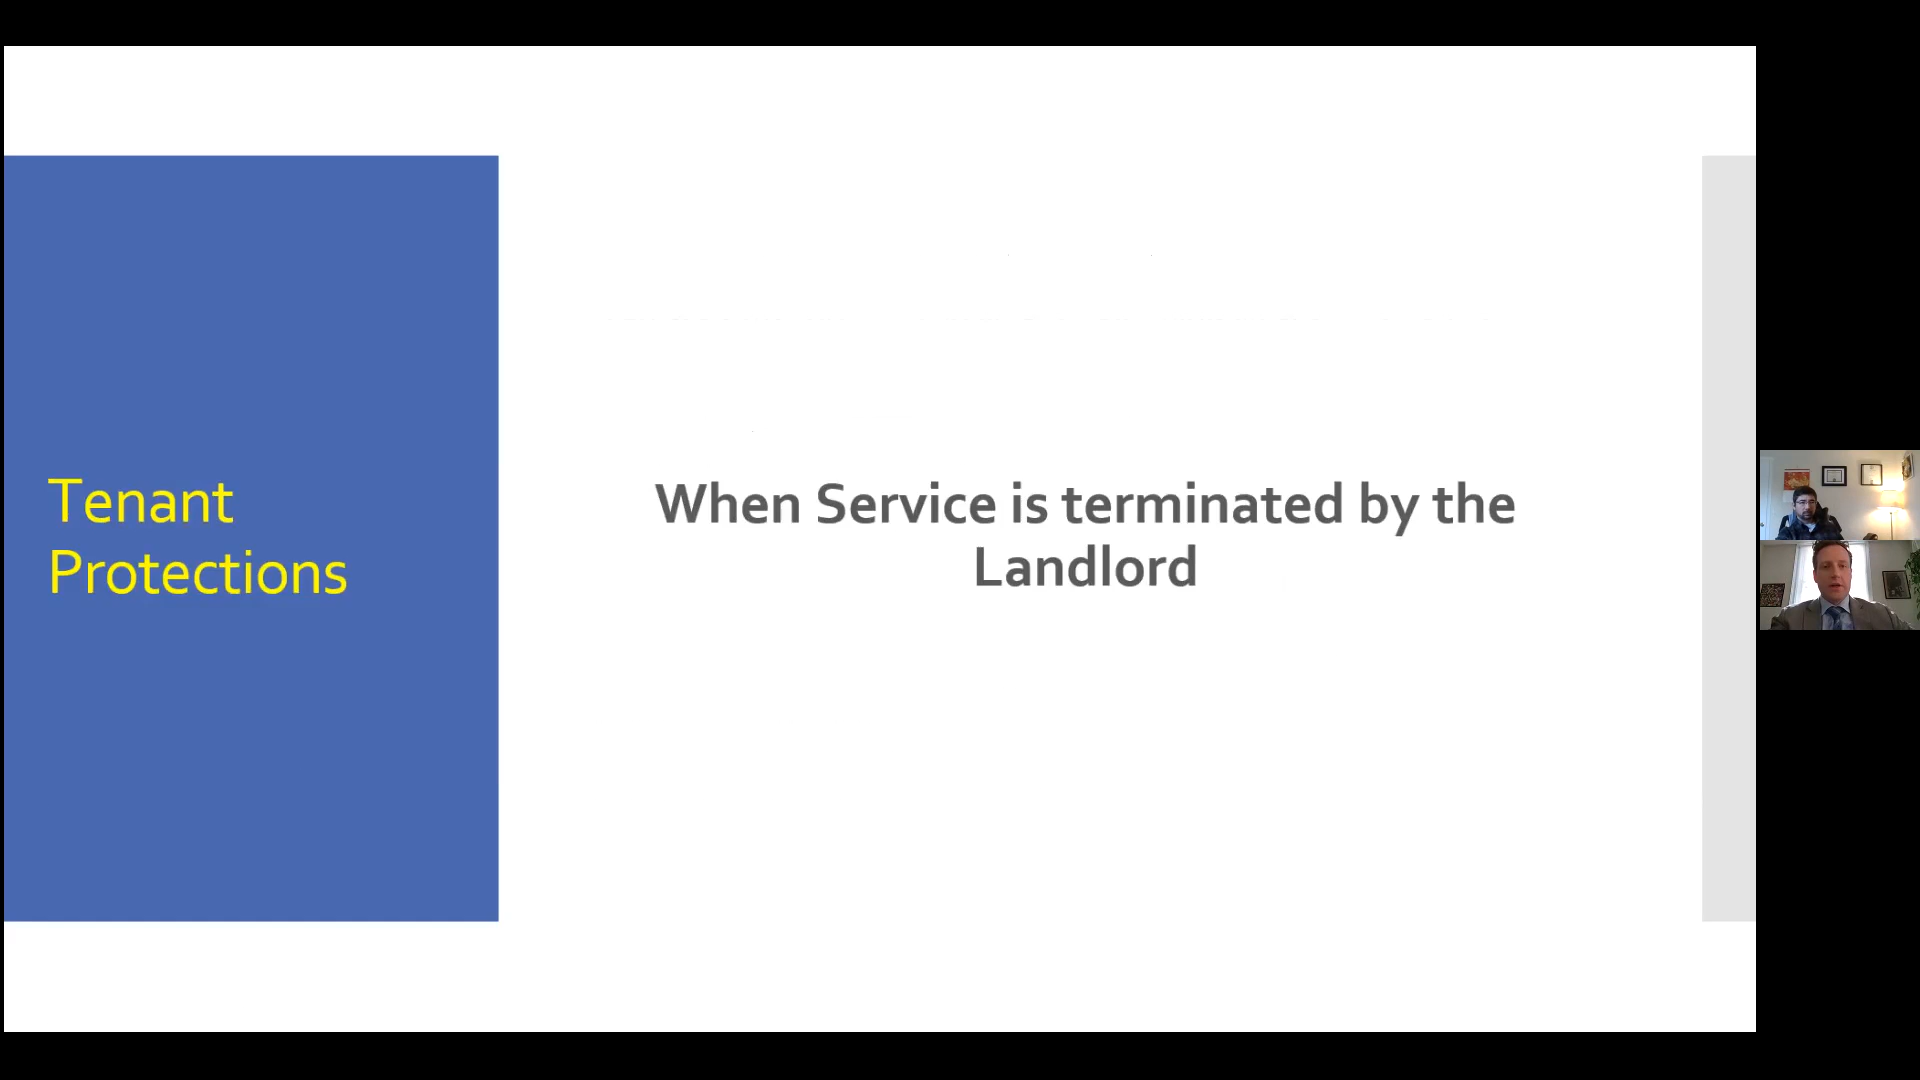 Tenant
Protections
When Service is terminated by the
Landlord